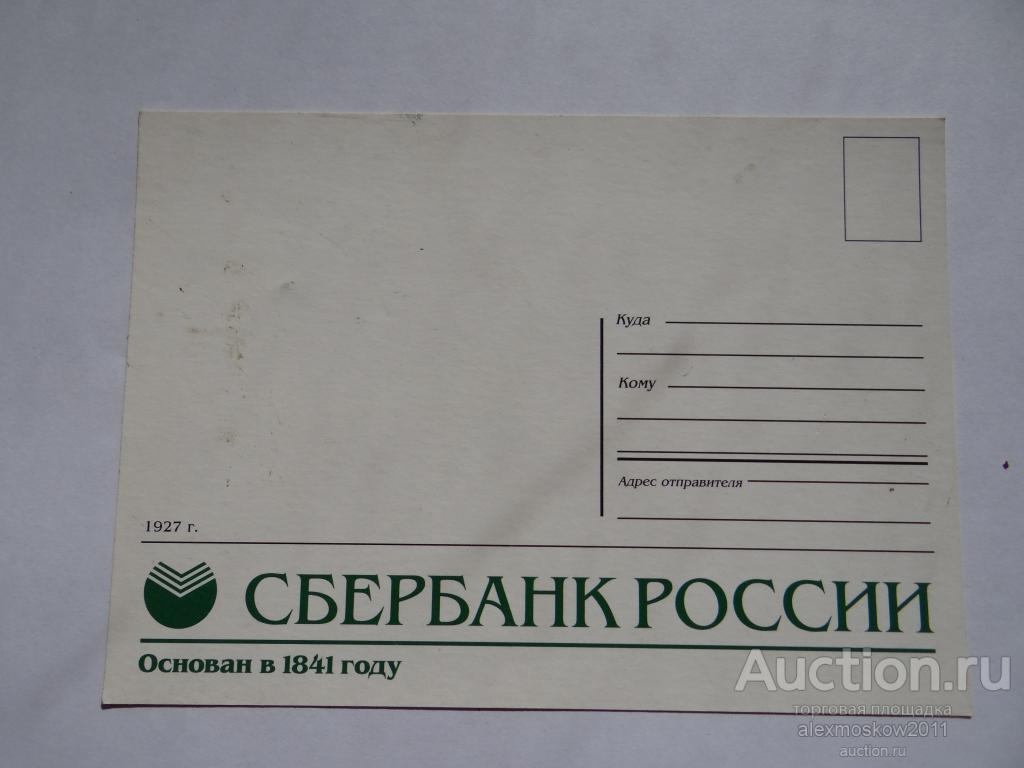 Куда
Кому
Адрес отправителя
1927 г.
СБЕРБАНК РОССИИ
Основан в 1841 году
Auction.ru
торговая площадка
alexmoskow2011
auction.ru